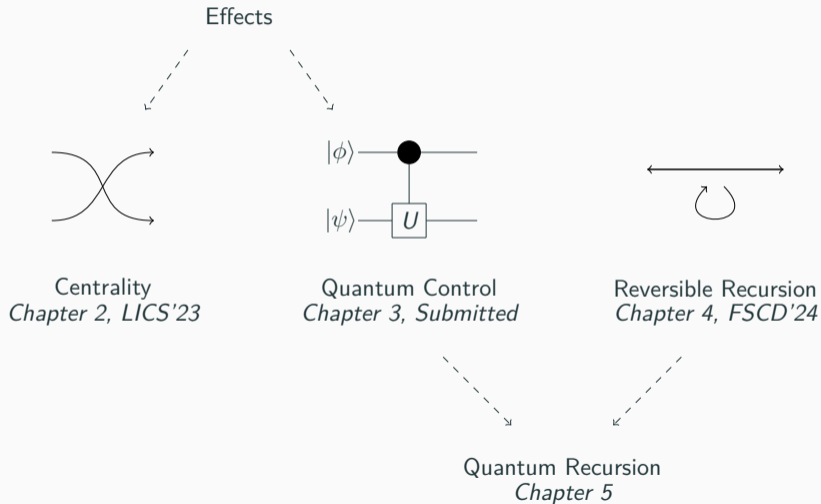 Effects
|ϕ⟩
|ψ⟩
U
Centrality
Chapter 2, LICS'23
Quantum Control
Chapter 3, Submitted
Reversible Recursion
Chapter 4, FSCD'24
Quantum Recursion
Chapter 5